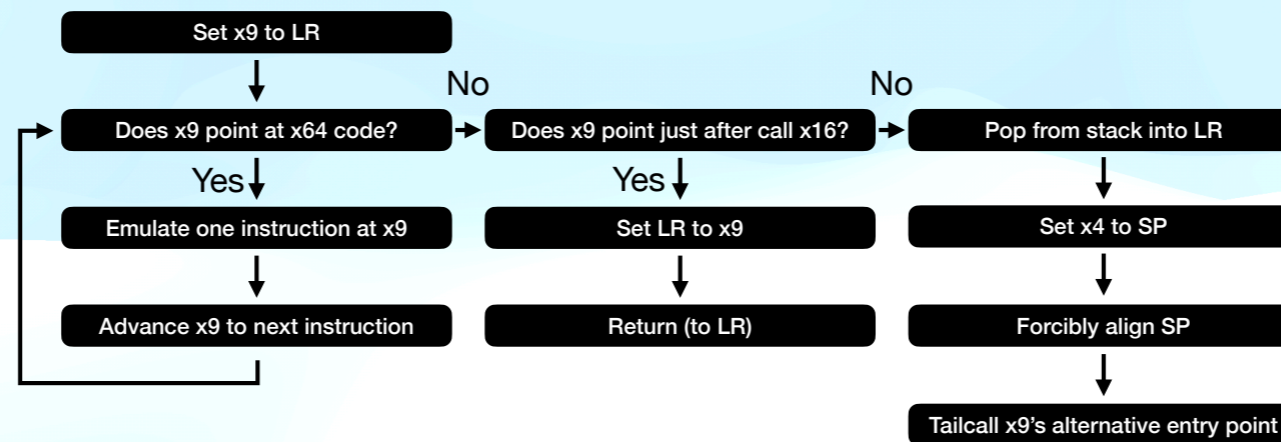 Set x9 to LR
No
No
Does x9 point at x64 code?
Does x9 point just after call x16?
Pop from stack into LR
Yes
Yes
Emulate one instruction at x9
Set LR to x9
Set x4 to SP
Advance x9 to next instruction
Return (to LR)
Forcibly align SP
Tailcall x9’s alternative entry point